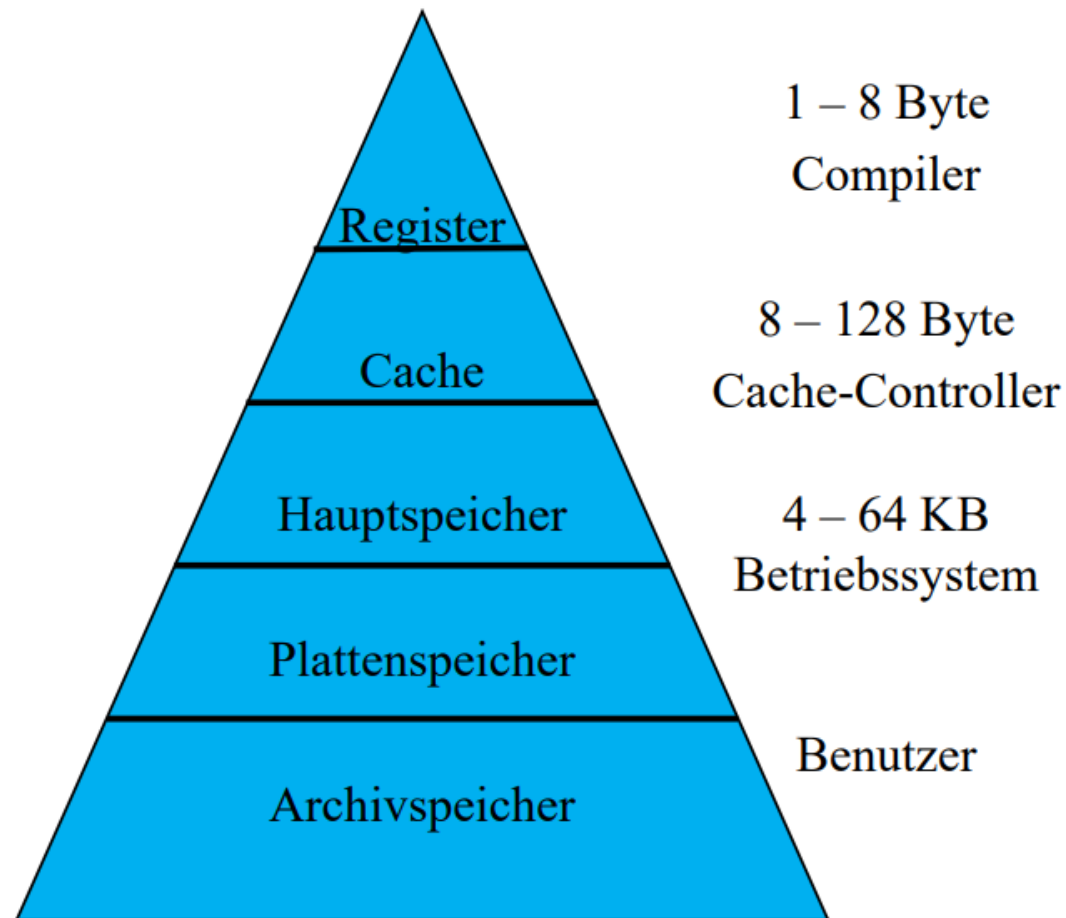 1 – 8 Byte
Compiler
Register
8 – 128 Byte
Cache
Cache-Controller
Hauptspeicher
4 – 64 KB
Betriebssystem
Plattenspeicher
Benutzer
Archivspeicher